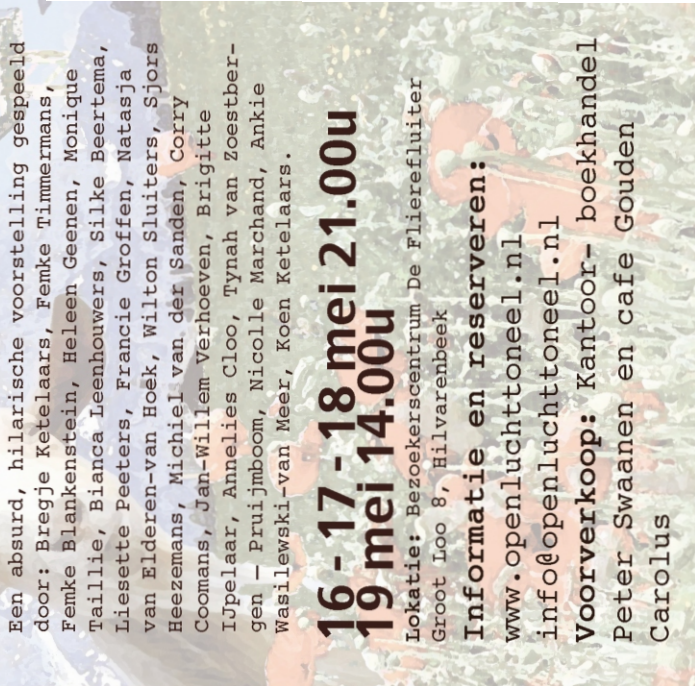 Een absurd, hilarische voorstelling gespeeld
door: Bregje Ketelaars, Femke Timmermans,
Femke Blankenstein, Heleen Geenen, Monique
Taillie, Bianca Leenhouwers, Silke Beertema,
Liesette Peeters, Francie Groffen, Natasja
van Elderen-van Hoek, Wilton Sluiters, Sjors
Heezemans, Michiel van der Sanden, Corry
Coomans, Jan-Willem Verhoeven, Brigitte
IJpelaar, Annelies Cloo, Tynah van Zoestber-
gen – Pruijmboom, Nicolle Marchand, Ankie
Wasilewski-van Meer, Koen Ketelaars.
16 - 17 - 18 mei 21.00u
19 mei 14.00u
Lokatie: Bezoekerscentrum De Flierefluiter
Groot Loo 8, Hilvarenbeek
Informatie en reserveren:
www.openluchttoneel.nl
info@openluchttoneel.nl
Voorverkoop: Kantoor- boekhandel
Peter Swaanen en cafe Gouden
Carolus